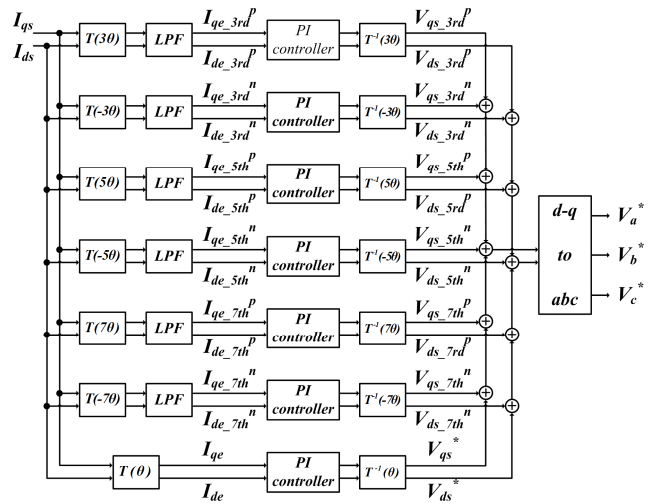 I_qs
I_ds
T(3θ)
LPF
I_qe_3rd^p
I_de_3rd^p
PI
controller
T^-1(3θ)
V_qs_3rd^p
V_ds_3rd^p
T(-3θ)
LPF
I_qe_3rd^n
I_de_3rd^n
PI
controller
T^-1(-3θ)
V_qs_3rd^n
V_ds_3rd^n
T(5θ)
LPF
I_qe_5th^p
I_de_5th^p
PI
controller
T^-1(5θ)
V_qs_5th^p
V_ds_5rd^p
T(-5θ)
LPF
I_qe_5th^n
I_de_5th^n
PI
controller
T^-1(-5θ)
V_qs_5th^n
V_ds_5th^n
T(7θ)
LPF
I_qe_7th^p
I_de_7th^p
PI
controller
T^-1(7θ)
V_qs_7th^p
V_ds_7rd^p
T(-7θ)
LPF
I_qe_7th^n
I_de_7th^n
PI
controller
T^-1(-7θ)
V_qs_7th^n
V_ds_7th^n
T(θ)
I_qe
I_de
PI
controller
T^-1(θ)
V_qs^*
V_ds^*
d-q
to
abc
V_a^*
V_b^*
V_c^*